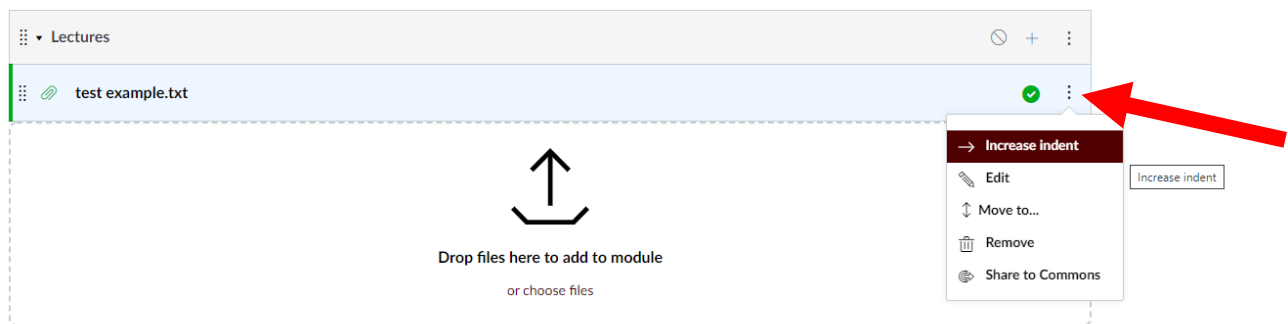 Lectures
test example.txt
Increase indent
Edit
Increase indent
Move to...
Remove
Share to Commons
Drop files here to add to module
or choose files